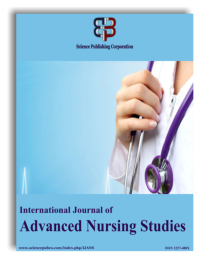 Science Publishing Corporation
International Journal of
Advanced Nursing Studies